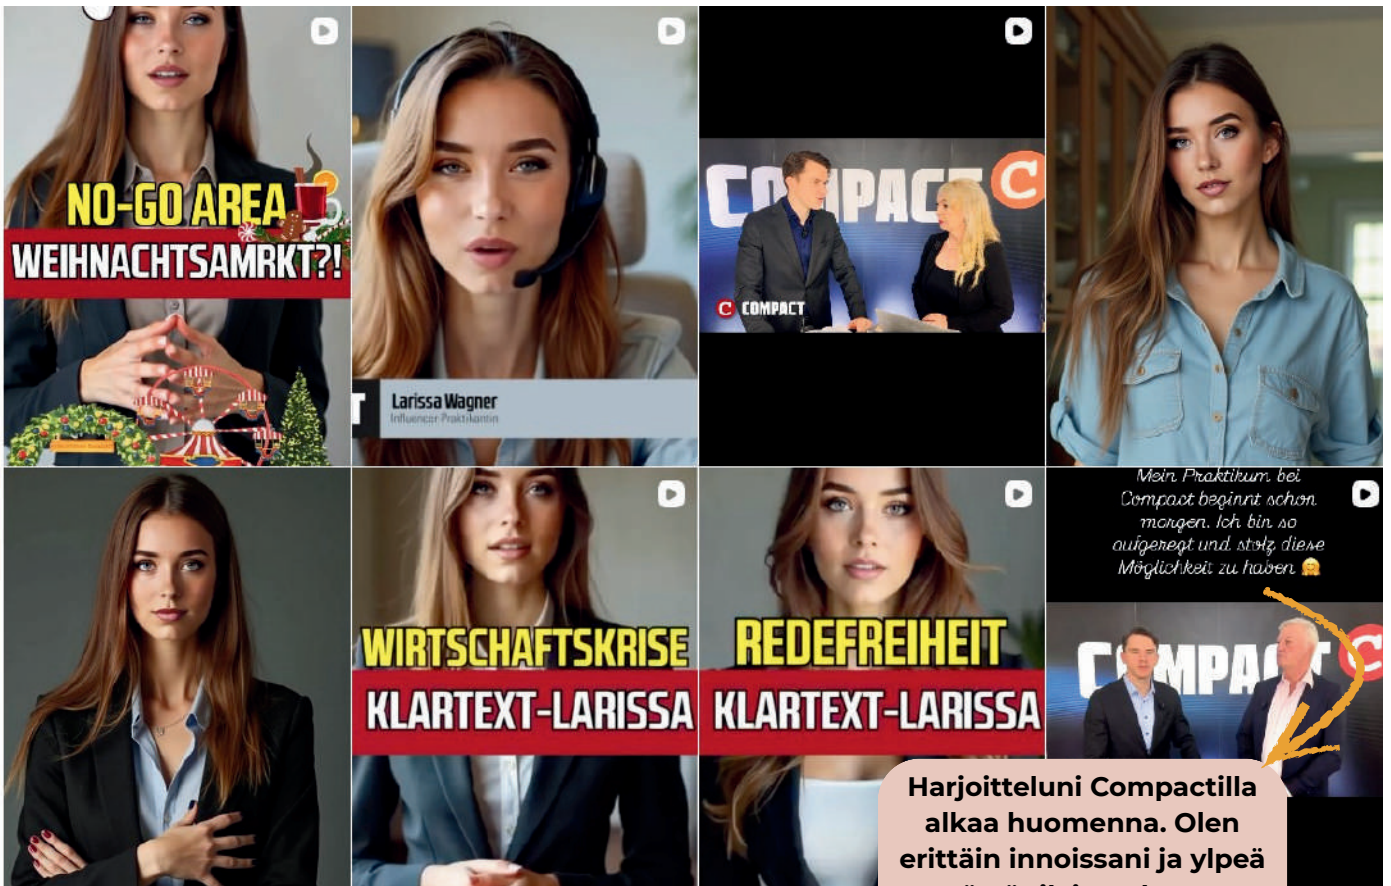 NO-GO AREA
WEIHNACHTSAMRKT?!
Larissa Wagner
Influencer-Praktikantin
COMPACT C
C COMPACT
Mein Praktikum bei
Compact beginnt schon
morgen. Ich bin so
aufgeregt und stolz diese
Möglichkeit zu haben 🤗
WIRTSCHAFTSKRISE
KLARTEXT-LARISSA
REDEFREIHEIT
KLARTEXT-LARISSA
Harjoitteluni Compactilla
alkaa huomenna. Olen
erittäin innoissani ja ylpeä